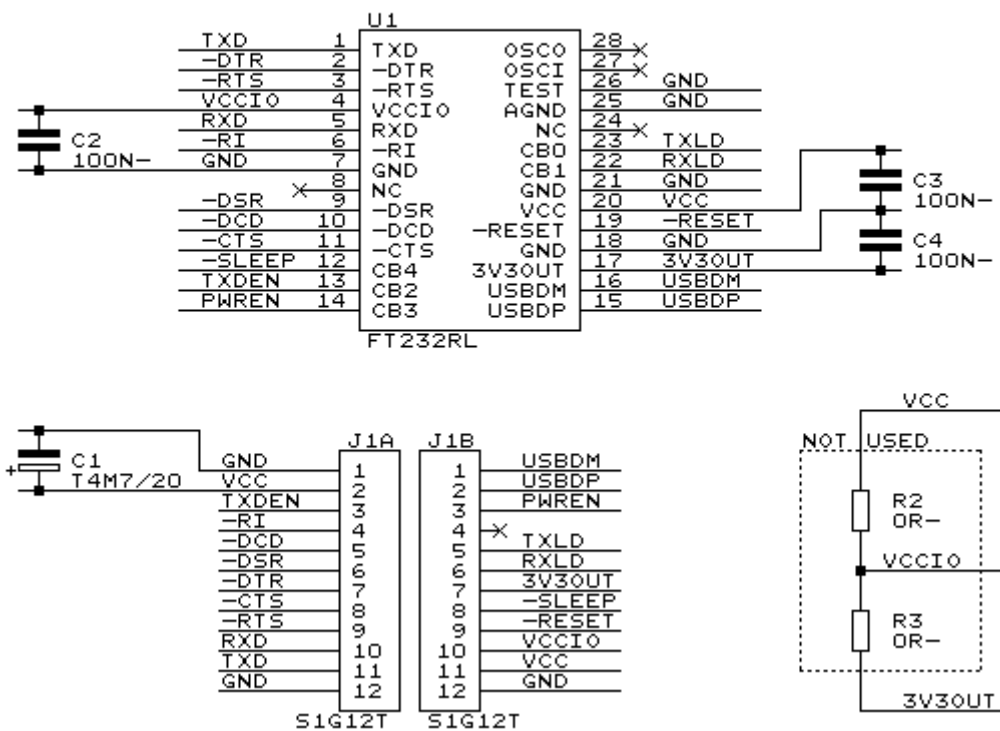 U1
TXD 1 TXD OSCO 28
-DTR 2 -DTR OSCI 27
-RTS 3 -RTS TEST 26 GND
VCCIO 4 VCCIO AGND 25 GND
RXD 5 RXD NC 24
-RI 6 -RI CB0 23 TXLD
GND 7 GND CB1 22 RXLD
8 NC GND 21 GND
-DSR 9 -DSR VCC 20 VCC
-DCD 10 -DCD -RESET 19 -RESET
-CTS 11 -CTS GND 18 GND
-SLEEP 12 CB4 3V3OUT 17 3V3OUT
TXDEN 13 CB2 USBDM 16 USBDM
PWREN 14 CB3 USBDP 15 USBDP
FT232RL
C2
100N-
C3
100N-
C4
100N-
C1
+ T4M7/20
J1A
GND 1
VCC 2
TXDEN 3
-RI 4
-DCD 5
-DSR 6
-DTR 7
-CTS 8
-RTS 9
RXD 10
TXD 11
GND 12
S1G12T
J1B
1 USBDM
2 USBDP
3 PWREN
4
5 TXLD
6 RXLD
7 3V3OUT
8 -SLEEP
9 -RESET
10 VCCIO
11 VCC
12 GND
S1G12T
VCC
NOT USED
R2
0R-
VCCIO
R3
0R-
3V3OUT